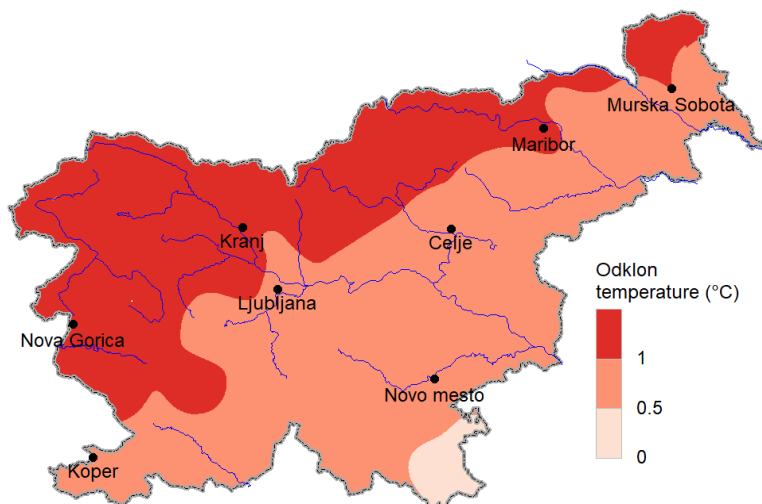 Murska Sobota
Maribor
Kranj
Celje
Ljubljana
Nova Gorica
Novo mesto
Koper
Odklon
temperature (°C)
1
0.5
0